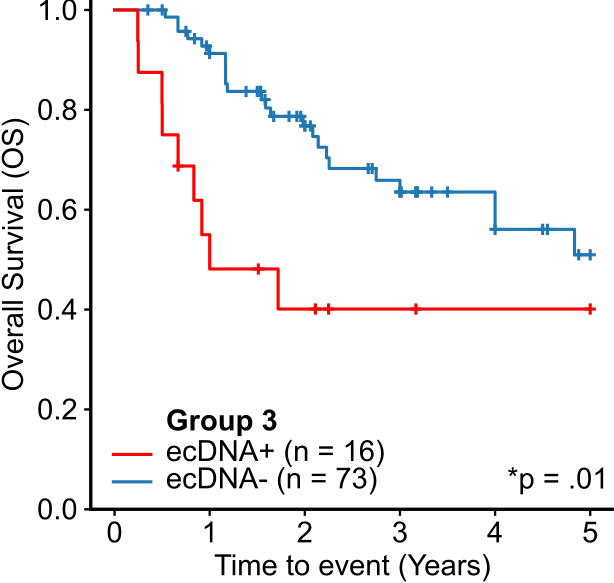 Overall Survival (OS)
1.0
0.8
0.6
0.4
0.2
0.0
Group 3
ecDNA+ (n = 16)
ecDNA- (n = 73)
*p = .01
0 1 2 3 4 5
Time to event (Years)